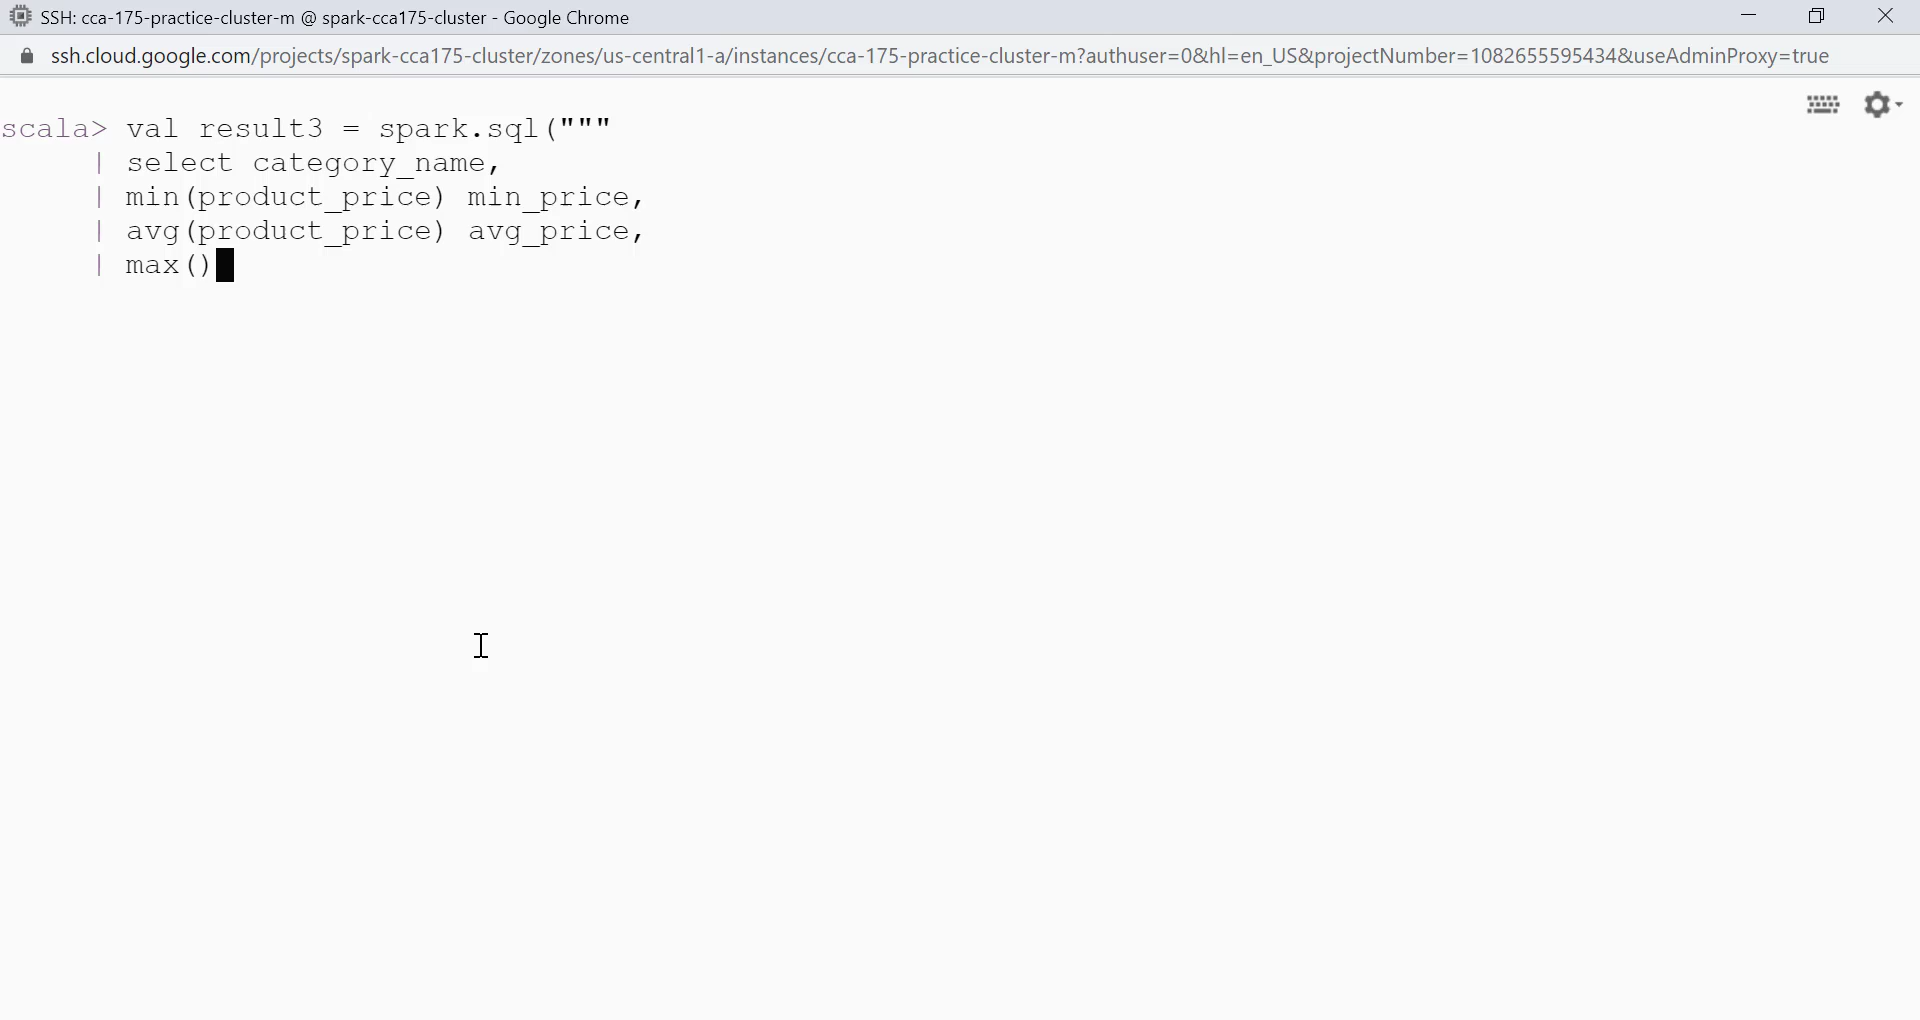 SSH: cca-175-practice-cluster-m @ spark-cca175-cluster - Google Chrome
ssh.cloud.google.com/projects/spark-cca175-cluster/zones/us-central1-a/instances/cca-175-practice-cluster-m?authuser=0&hl=en_US&projectNumber=1082655595434&useAdminProxy=true
scala> val result3 = spark.sql("""
| select category_name,
| min(product_price) min_price,
| avg(product_price) avg_price,
| max()